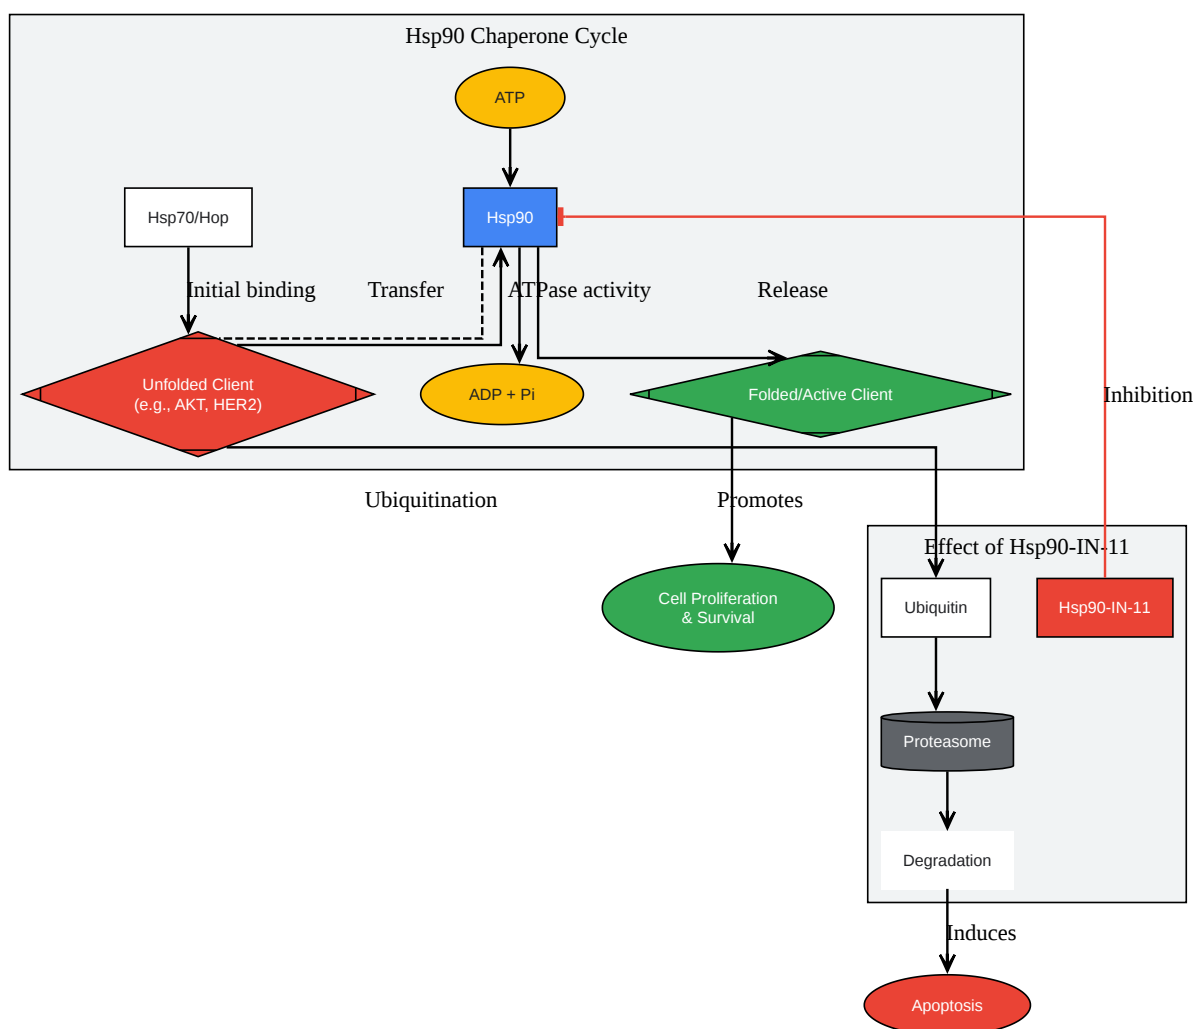 Hsp90 Chaperone Cycle
ATP
Hsp70/Hop
Hsp90
Initial binding
Transfer
ATPase activity
Release
Unfolded Client
(e.g., AKT, HER2)
ADP + Pi
Folded/Active Client
Inhibition
Ubiquitination
Promotes
Effect of Hsp90-IN-11
Cell Proliferation
& Survival
Ubiquitin
Hsp90-IN-11
Proteasome
Degradation
Induces
Apoptosis